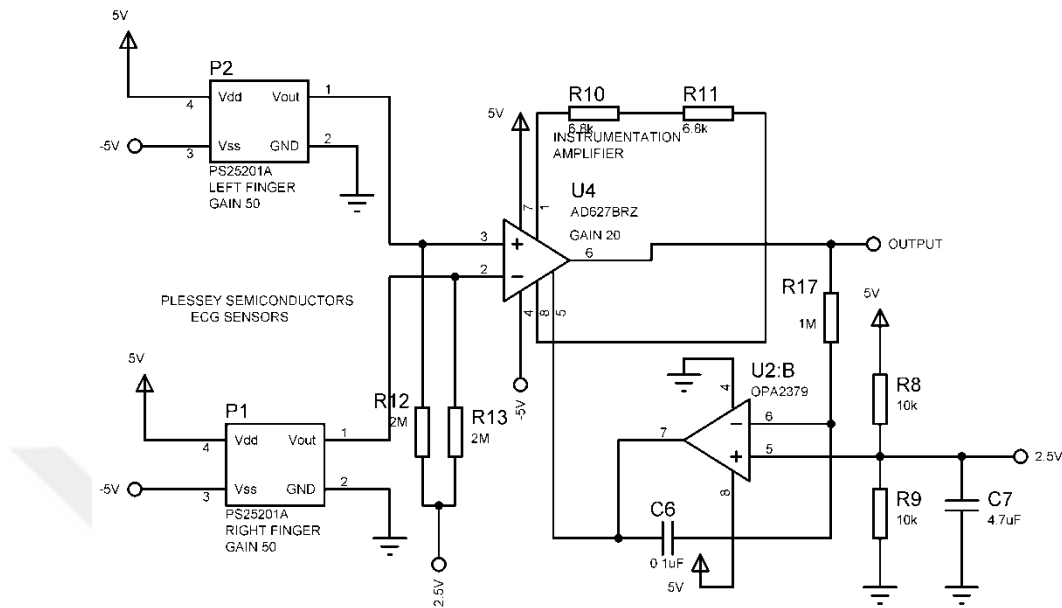 5V
P2
4
Vdd
Vout
1
-5V
3
Vss
GND
2
PS25201A
LEFT FINGER
GAIN 50
5V
R10
6.8k
R11
6.8k
INSTRUMENTATION
AMPLIFIER
7
1
U4
AD627BRZ
GAIN 20
3
2
6
4
8
5
-5V
OUTPUT
PLESSEY SEMICONDUCTORS
ECG SENSORS
5V
P1
4
Vdd
Vout
1
-5V
3
Vss
GND
2
PS25201A
RIGHT FINGER
GAIN 50
R12
2M
R13
2M
2.5V
R17
1M
5V
R8
10k
U2:B
OPA2379
4
7
6
5
8
2.5V
R9
10k
C7
4.7uF
C6
0.1uF
5V